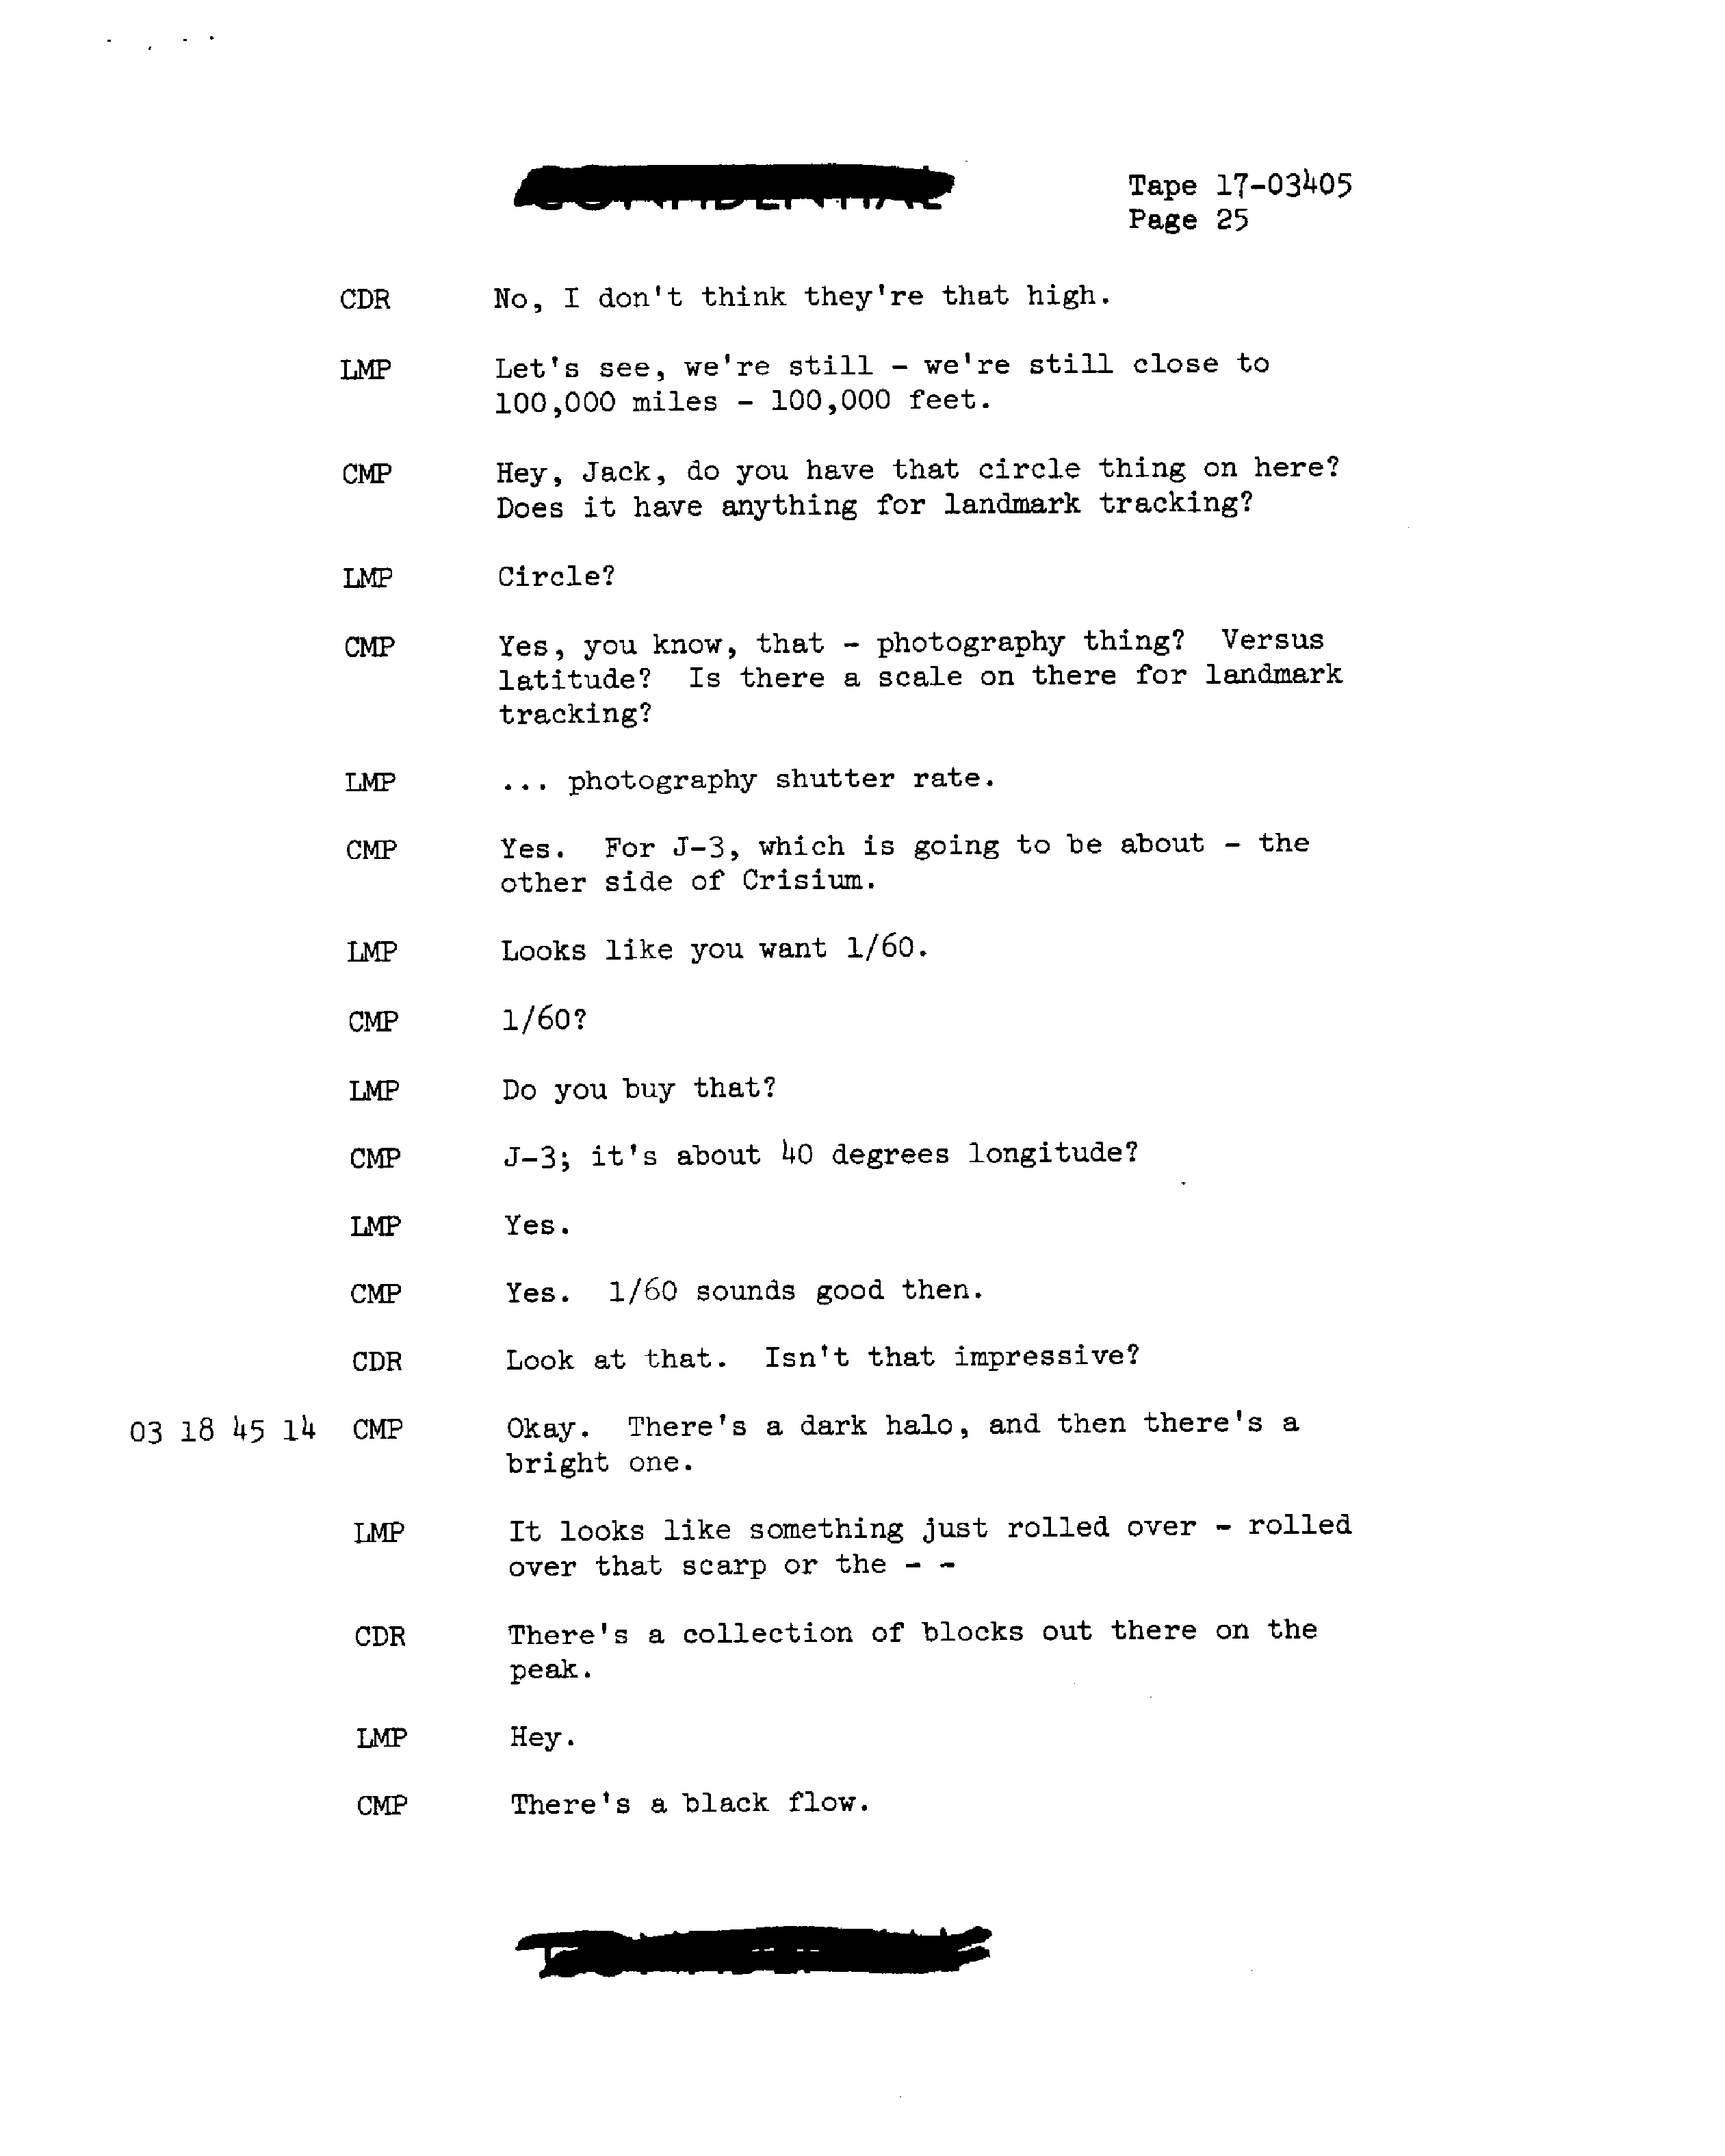 CONFIDENTIAL
Tape 17-03405
Page 25
CDR No, I don't think they're that high.
LMP Let's see, we're still - we're still close to
100,000 miles - 100,000 feet.
CMP Hey, Jack, do you have that circle thing on here?
Does it have anything for landmark tracking?
LMP Circle?
CMP Yes, you know, that - photography thing? Versus
latitude? Is there a scale on there for landmark
tracking?
LMP ... photography shutter rate.
CMP Yes. For J-3, which is going to be about - the
other side of Crisium.
LMP Looks like you want 1/60.
CMP 1/60?
LMP Do you buy that?
CMP J-3; it's about 40 degrees longitude?
LMP Yes.
CMP Yes. 1/60 sounds good then.
CDR Look at that. Isn't that impressive?
03 18 45 14 CMP Okay. There's a dark halo, and then there's a
bright one.
LMP It looks like something just rolled over - rolled
over that scarp or the - -
CDR There's a collection of blocks out there on the
peak.
LMP Hey.
CMP There's a black flow.